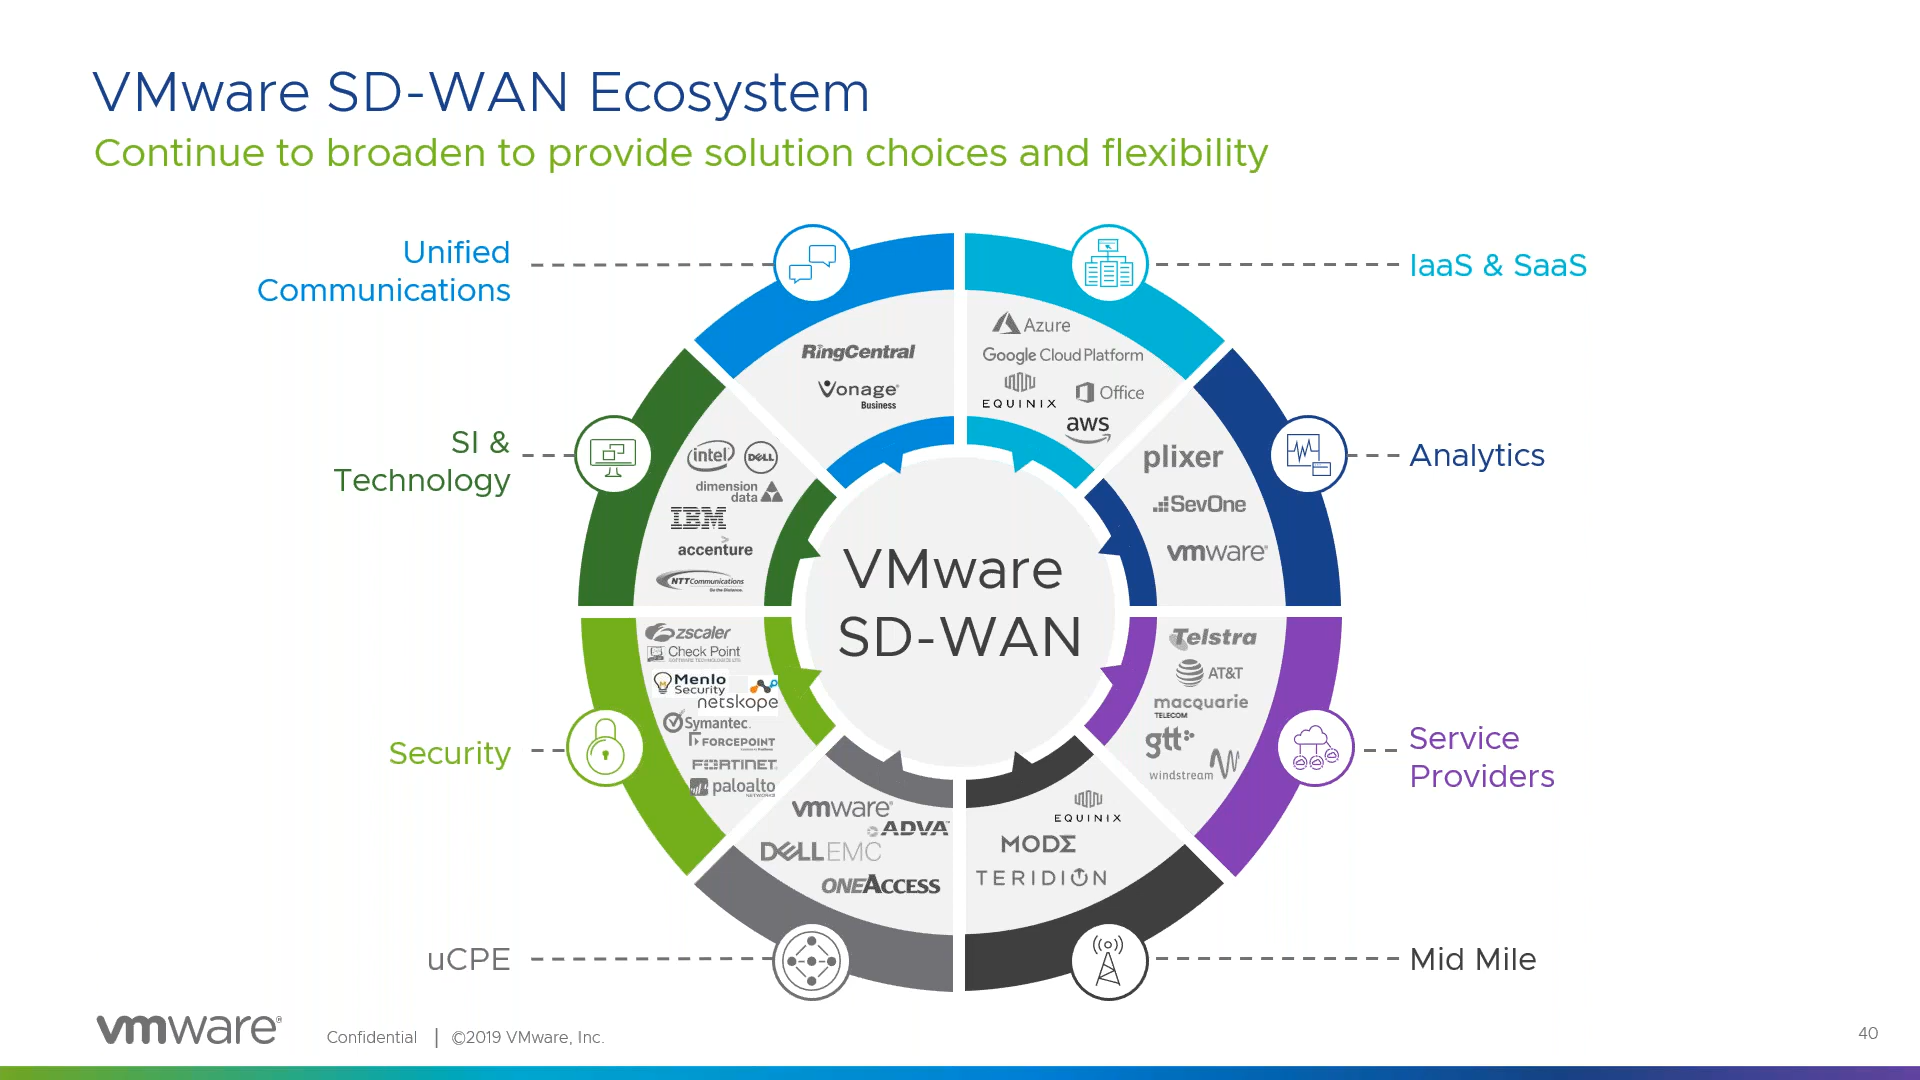 VMware SD-WAN Ecosystem
Continue to broaden to provide solution choices and flexibility
Unified
Communications
IaaS & SaaS
SI &
Technology
Analytics
Security
Service
Providers
uCPE
Mid Mile
RingCentral
Vonage
Business
Azure
Google Cloud Platform
EQUINIX
Office
aws
intel
DELL
dimension
data
IBM
accenture
NTT Communications
plixer
SevOne
vmware
VMware
SD-WAN
zscaler
Check Point
Menlo
Security
netskope
Symantec.
FORCEPOINT
FORTINET
paloalto
NETWORKS
Telstra
AT&T
macquarie
TELECOM
gtt
windstream
vmware
ADVA
DELL EMC
ONEACCESS
EQUINIX
MODE
TERIDION
vmware®
Confidential | ©2019 VMware, Inc.
40